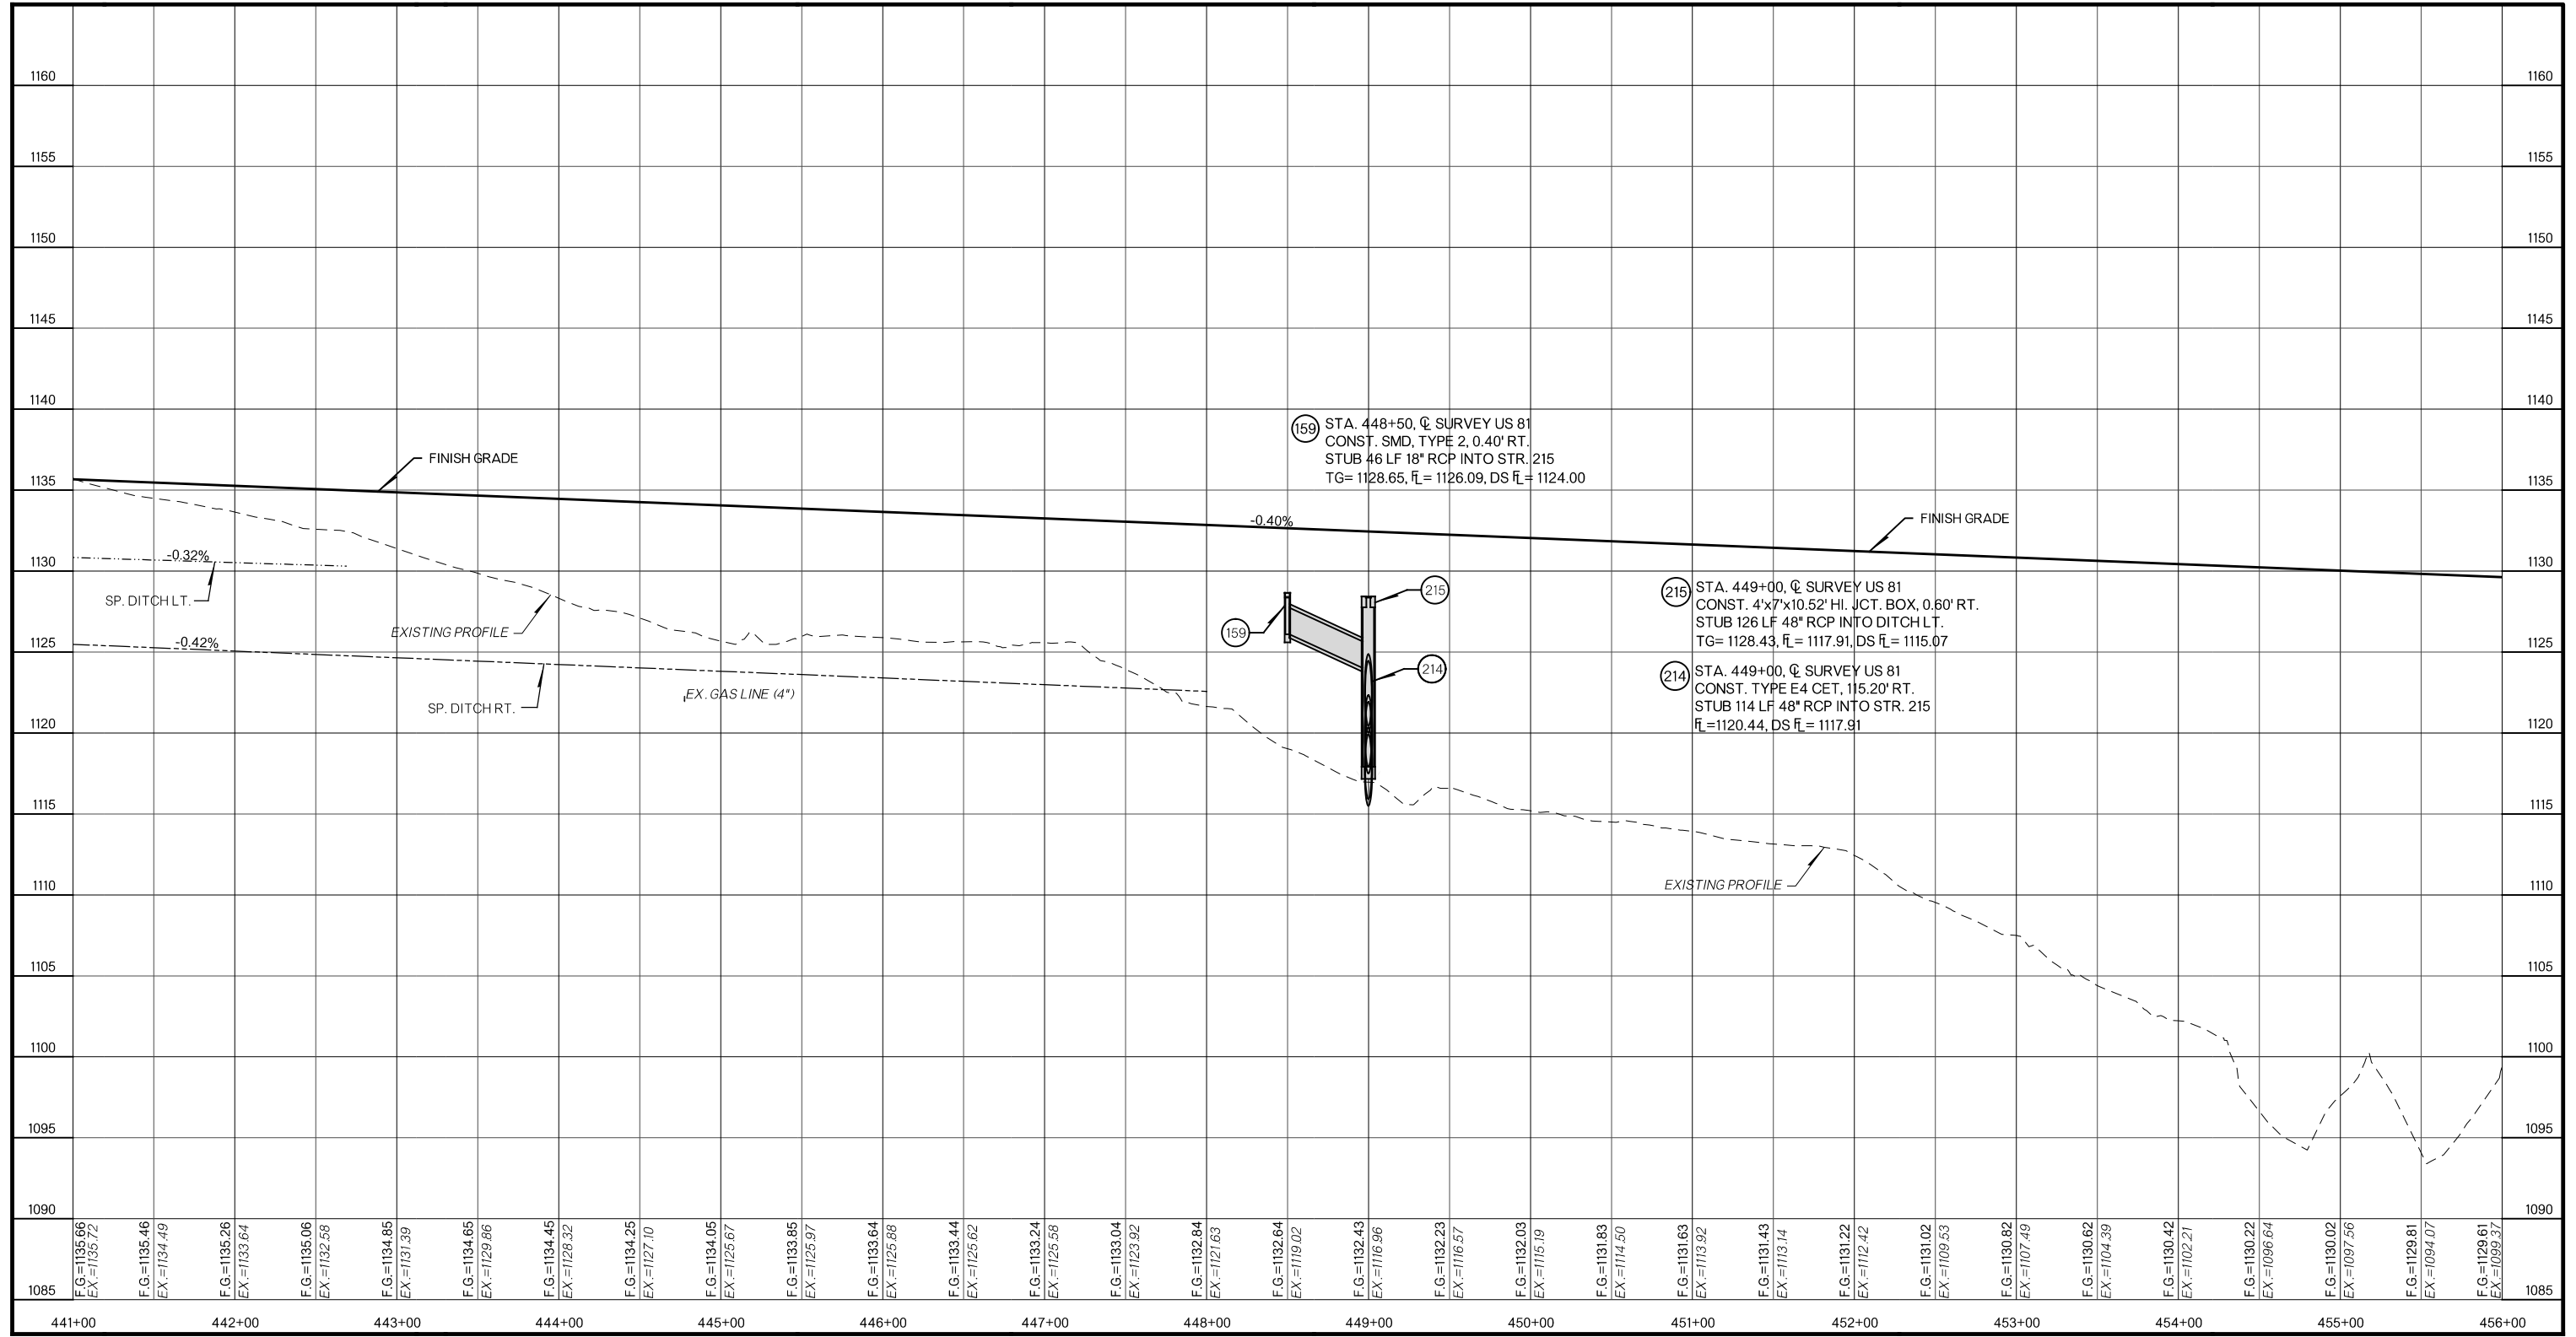 1160 1160
1155 1155
1150 1150
1145 1145
1140 1140
159 STA. 448+50, ℄ SURVEY US 81
CONST. SMD, TYPE 2, 0.40' RT.
STUB 46 LF 18" RCP INTO STR. 215
TG= 1128.65, FL= 1126.09, DS FL= 1124.00
FINISH GRADE
1135 1135
-0.40%
FINISH GRADE
1130 1130
-0.32%
SP. DITCH LT.
215
215 STA. 449+00, ℄ SURVEY US 81
CONST. 4'x7'x10.52' HI. JCT. BOX, 0.60' RT.
STUB 126 LF 48" RCP INTO DITCH LT.
TG= 1128.43, FL= 1117.91, DS FL= 1115.07
EXISTING PROFILE
159
1125 1125
-0.42%
214
214 STA. 449+00, ℄ SURVEY US 81
CONST. TYPE E4 CET, 115.20' RT.
STUB 114 LF 48" RCP INTO STR. 215
FL=1120.44, DS FL= 1117.91
EX. GAS LINE (4")
SP. DITCH RT.
1120 1120
1115 1115
1110 1110
EXISTING PROFILE
1105 1105
1100 1100
1095 1095
1090 1090
F.G.=1135.66
EX.=1135.72
F.G.=1135.46
EX.=1134.49
F.G.=1135.26
EX.=1133.64
F.G.=1135.06
EX.=1132.58
F.G.=1134.85
EX.=1131.39
F.G.=1134.65
EX.=1129.86
F.G.=1134.45
EX.=1128.32
F.G.=1134.25
EX.=1127.10
F.G.=1134.05
EX.=1125.67
F.G.=1133.85
EX.=1125.97
F.G.=1133.64
EX.=1125.88
F.G.=1133.44
EX.=1125.62
F.G.=1133.24
EX.=1125.58
F.G.=1133.04
EX.=1123.92
F.G.=1132.84
EX.=1121.63
F.G.=1132.64
EX.=1119.02
F.G.=1132.43
EX.=1116.96
F.G.=1132.23
EX.=1116.57
F.G.=1132.03
EX.=1115.19
F.G.=1131.83
EX.=1114.50
F.G.=1131.63
EX.=1113.92
F.G.=1131.43
EX.=1113.14
F.G.=1131.22
EX.=1112.42
F.G.=1131.02
EX.=1109.53
F.G.=1130.82
EX.=1107.49
F.G.=1130.62
EX.=1104.39
F.G.=1130.42
EX.=1102.21
F.G.=1130.22
EX.=1096.64
F.G.=1130.02
EX.=1097.56
F.G.=1129.81
EX.=1094.07
F.G.=1129.61
EX.=1099.37
1085 1085
441+00 442+00 443+00 444+00 445+00 446+00 447+00 448+00 449+00 450+00 451+00 452+00 453+00 454+00 455+00 456+00